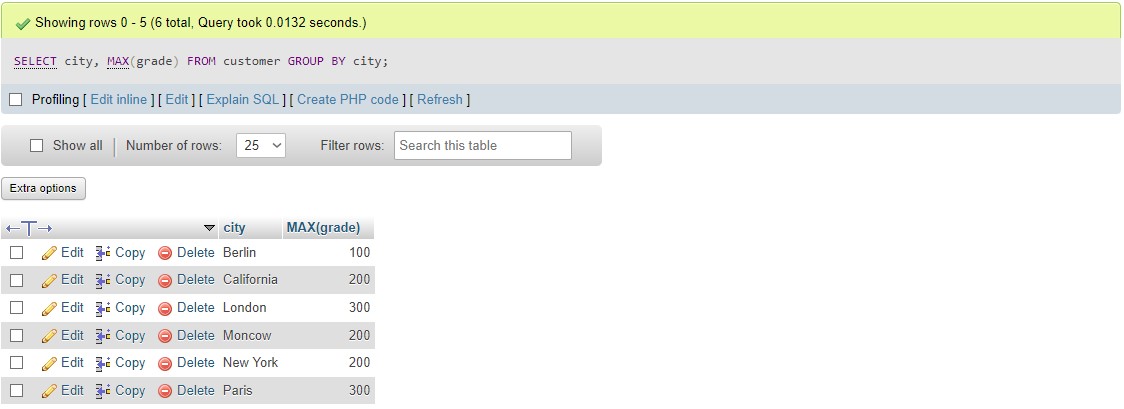 Showing rows 0 - 5 (6 total, Query took 0.0132 seconds.)
SELECT city, MAX(grade) FROM customer GROUP BY city;
Profiling [ Edit inline ] [ Edit ] [ Explain SQL ] [ Create PHP code ] [ Refresh ]
Show all Number of rows: 25 Filter rows: Search this table
Extra options
←T→ city MAX(grade)
Edit Copy Delete Berlin 100
Edit Copy Delete California 200
Edit Copy Delete London 300
Edit Copy Delete Moncow 200
Edit Copy Delete New York 200
Edit Copy Delete Paris 300